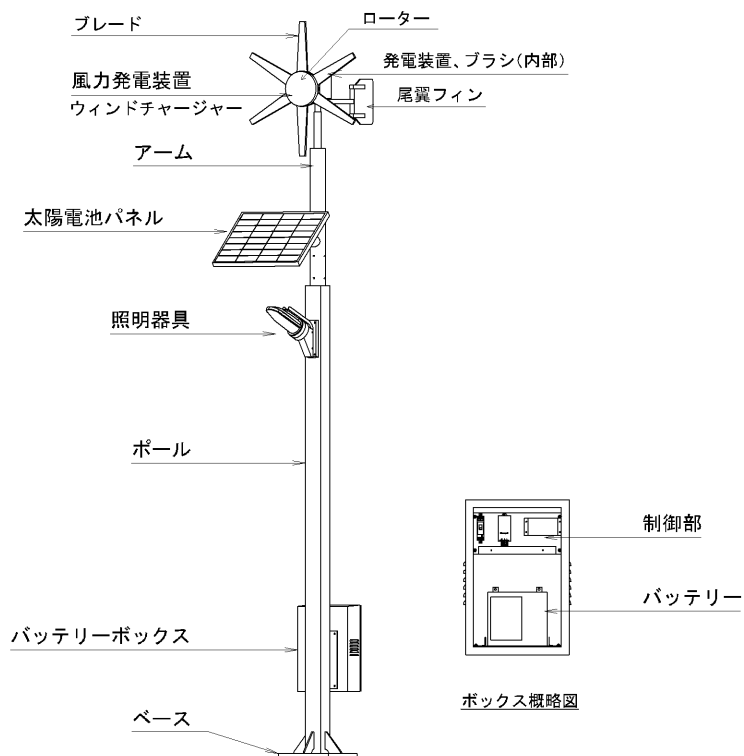 ブレード
ローター
発電装置、ブラシ(内部)
風力発電装置
ウィンドチャージャー
尾翼フィン
アーム
太陽電池パネル
照明器具
ポール
制御部
バッテリー
バッテリーボックス
ボックス概略図
ベース